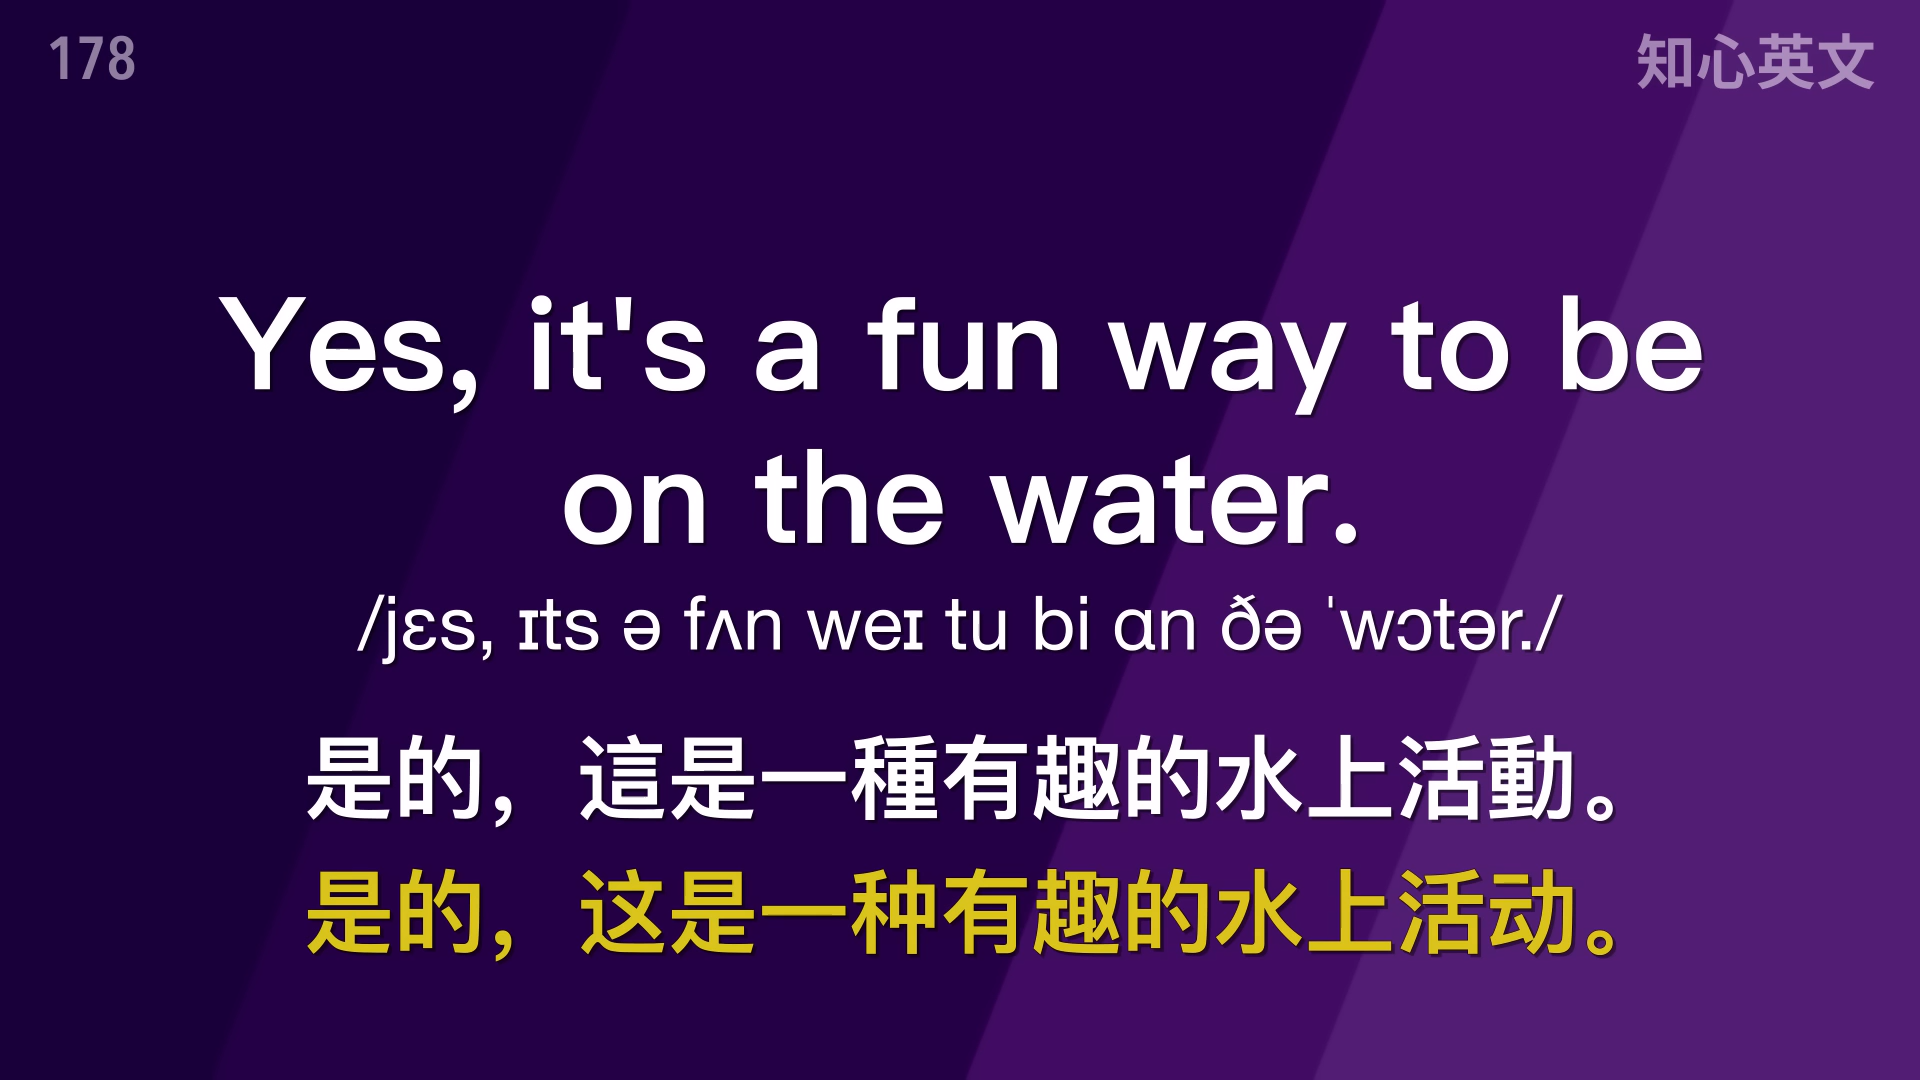 178
知心英文
Yes, it's a fun way to be
on the water.
/jɛs, ɪts ə fʌn weɪ tu bi ɑn ðə ˈwɔtər./
是的，這是一種有趣的水上活動。
是的，这是一种有趣的水上活动。